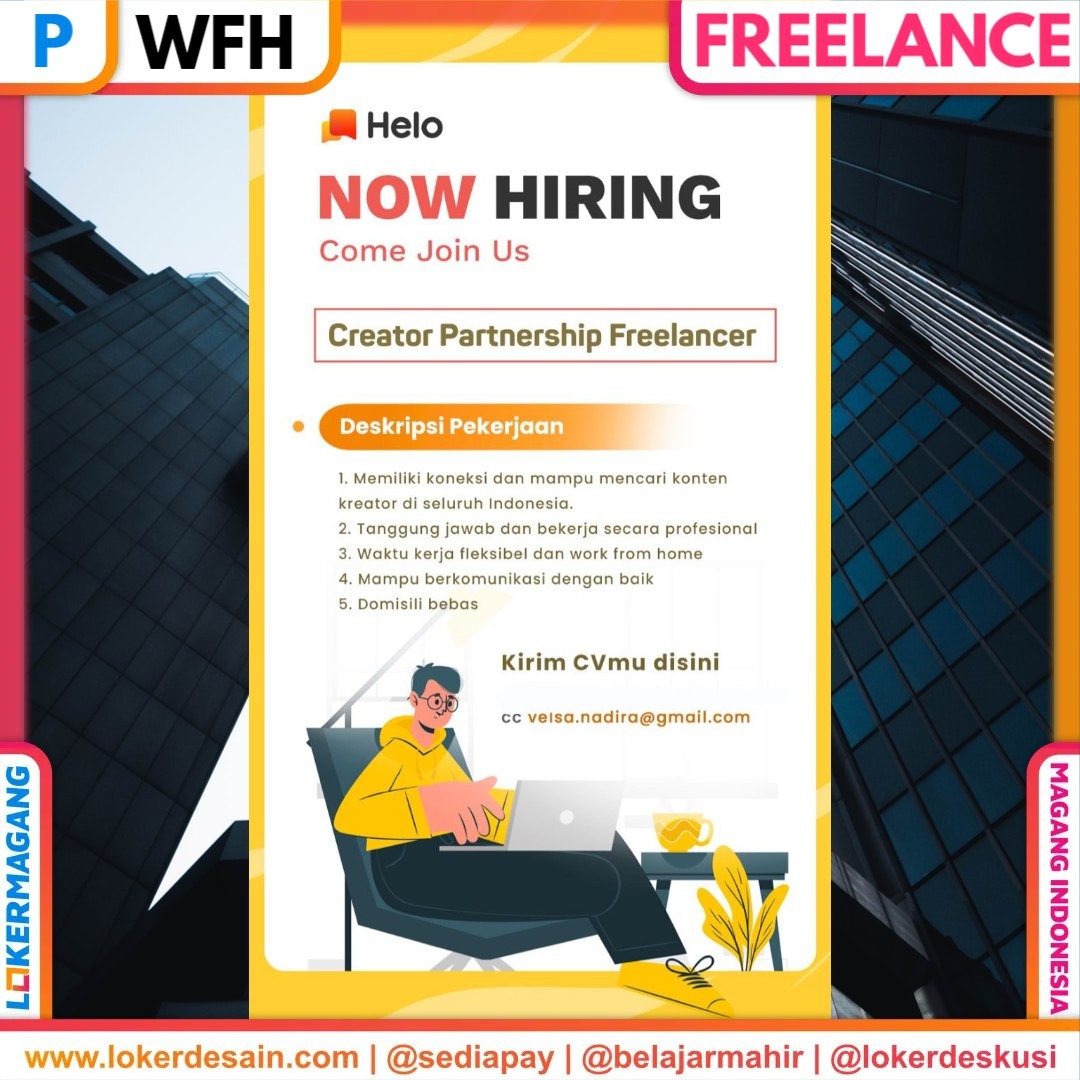 P
WFH
FREELANCE
Helo
NOW HIRING
Come Join Us
Creator Partnership Freelancer
Deskripsi Pekerjaan
1. Memiliki koneksi dan mampu mencari konten
kreator di seluruh Indonesia.
2. Tanggung jawab dan bekerja secara profesional
3. Waktu kerja fleksibel dan work from home
4. Mampu berkomunikasi dengan baik
5. Domisili bebas
Kirim CVmu disini
cc velsa.nadira@gmail.com
LOKERMAGANG
MAGANG INDONESIA
www.lokerdesain.com | @sediapay | @belajarmahir | @lokerdeskusi